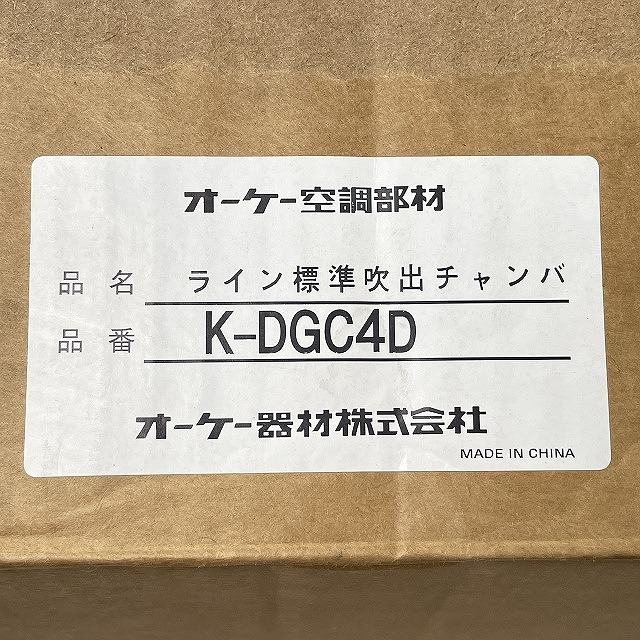 オーケー空調部材
品名 ライン標準吹出チャンバ
品番 K-DGC4D
オーケー器材株式会社
MADE IN CHINA